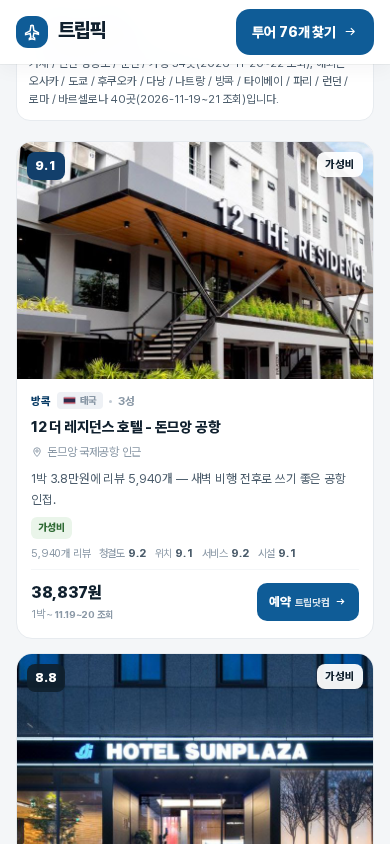 트립픽
투어 76개 찾기 →
오사카 / 도쿄 / 후쿠오카 / 다낭 / 나트랑 / 방콕 / 타이베이 / 파리 / 런던 /
로마 / 바르셀로나 40곳(2026-11-19~21 조회)입니다.
9.1
가성비
12 THE RESIDENCE
방콕 태국 • 3성
12 더 레지던스 호텔 - 돈므앙 공항
돈므앙 국제공항 인근
1박 3.8만원에 리뷰 5,940개 — 새벽 비행 전후로 쓰기 좋은 공항
인접.
가성비
5,940개 리뷰 청결도 9.2 위치 9.1 서비스 9.2 시설 9.1
38,837원
1박~ 11.19~20 조회
예약 트립닷컴 →
8.8
가성비
HOTEL SUNPLAZA